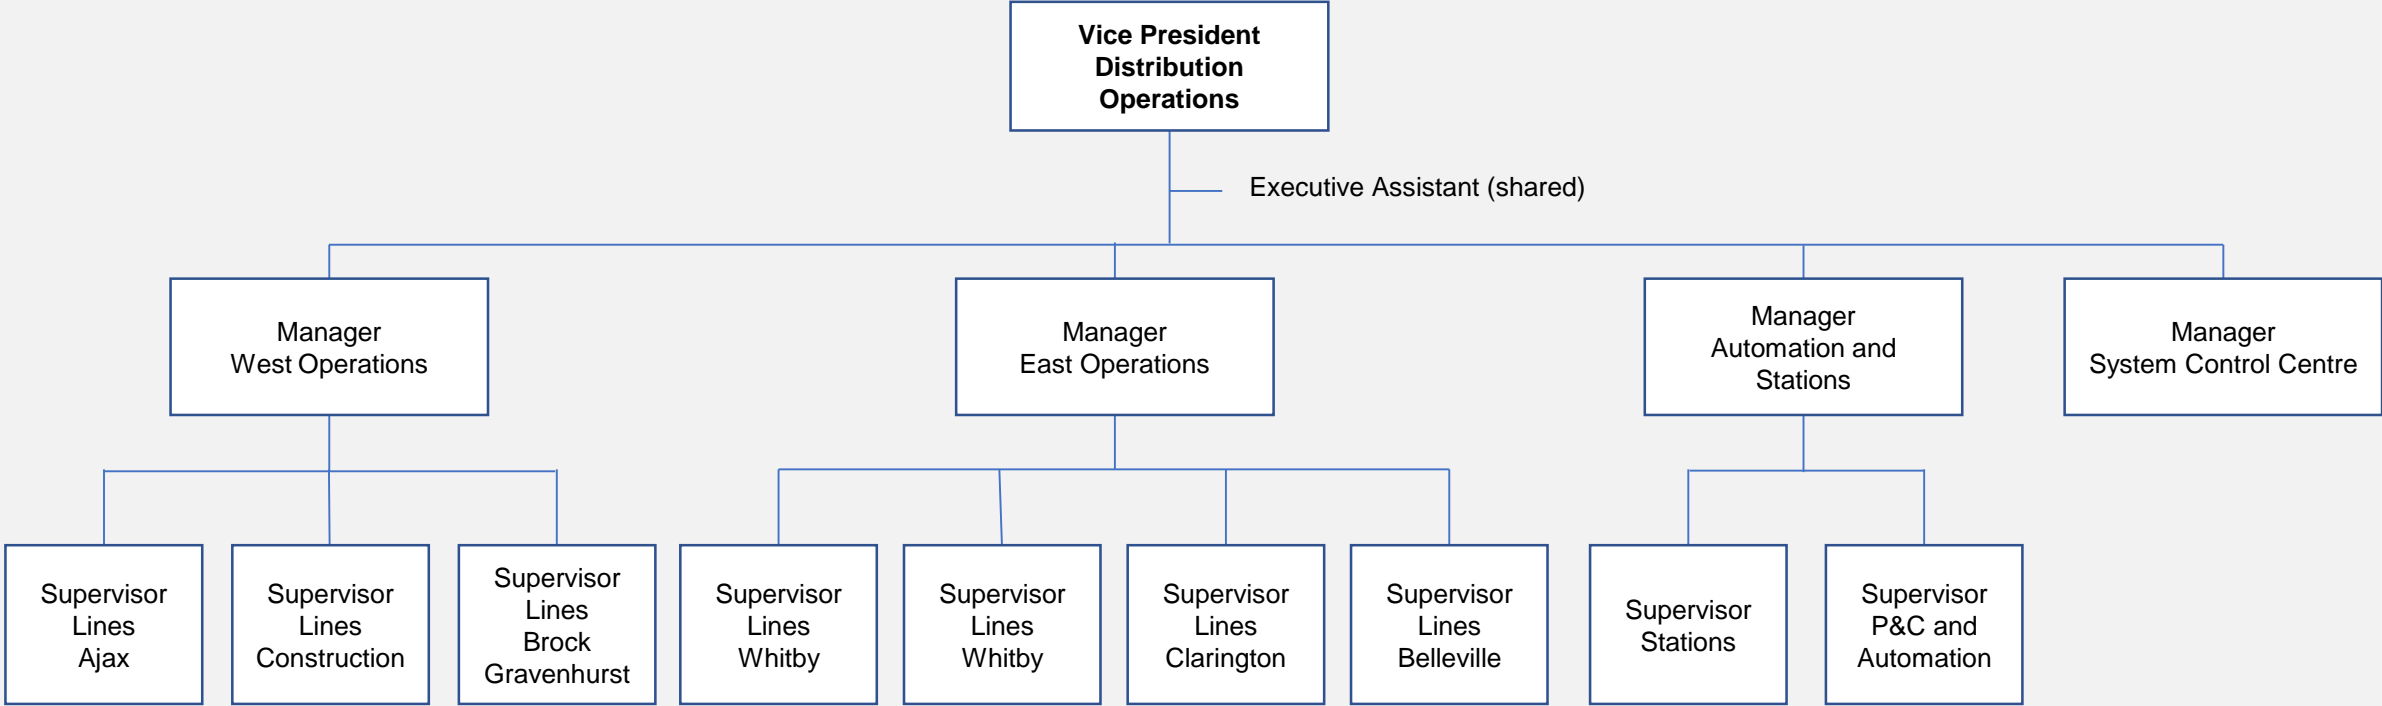 Vice President
Distribution
Operations
Executive Assistant (shared)
Manager
West Operations
Manager
East Operations
Manager
Automation and
Stations
Manager
System Control Centre
Supervisor
Lines
Ajax
Supervisor
Lines
Construction
Supervisor
Lines
Brock
Gravenhurst
Supervisor
Lines
Whitby
Supervisor
Lines
Whitby
Supervisor
Lines
Clarington
Supervisor
Lines
Belleville
Supervisor
Stations
Supervisor
P&C and
Automation